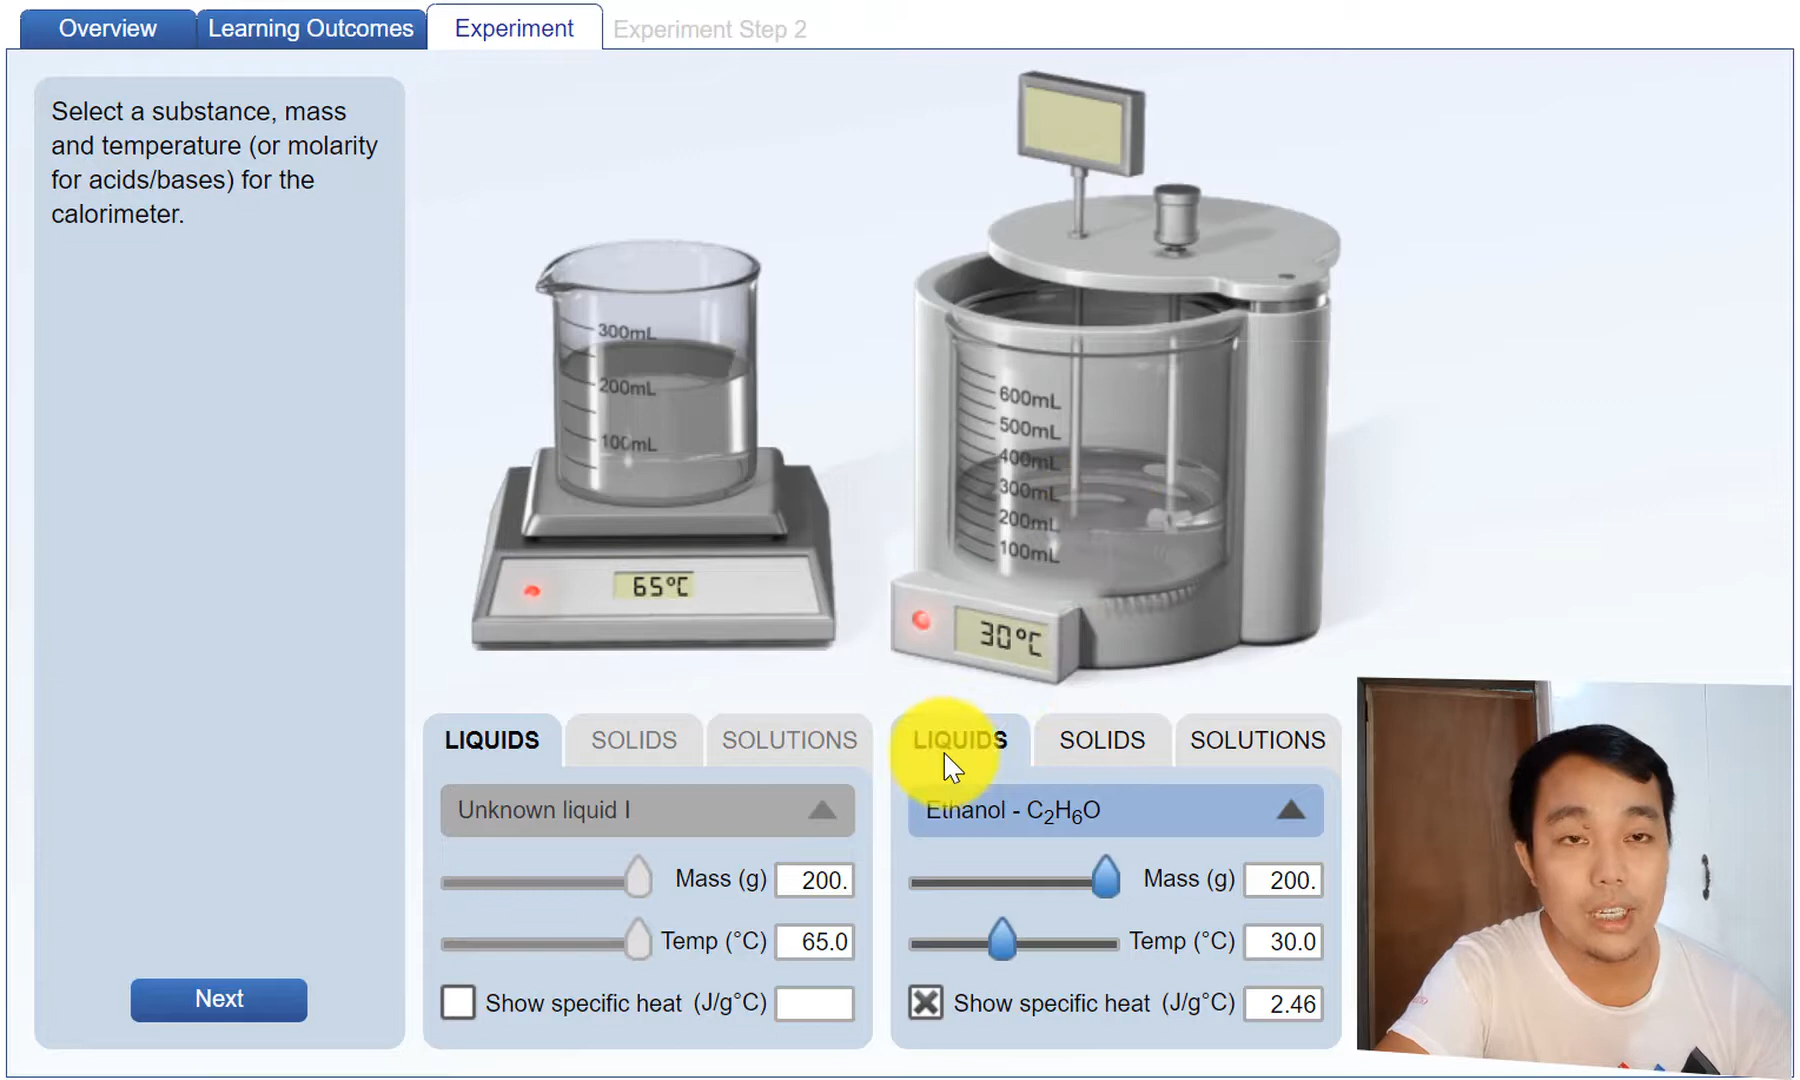 Overview
Learning Outcomes
Experiment
Experiment Step 2
Select a substance, mass
and temperature (or molarity
for acids/bases) for the
calorimeter.
Next
300mL
200mL
100mL
65°C
600mL
500mL
400mL
300mL
200mL
100mL
30°C
LIQUIDS
SOLIDS
SOLUTIONS
Unknown liquid I
Mass (g) 200.
Temp (°C) 65.0
Show specific heat (J/g°C)
LIQUIDS
SOLIDS
SOLUTIONS
Ethanol - C₂H₆O
Mass (g) 200.
Temp (°C) 30.0
Show specific heat (J/g°C) 2.46